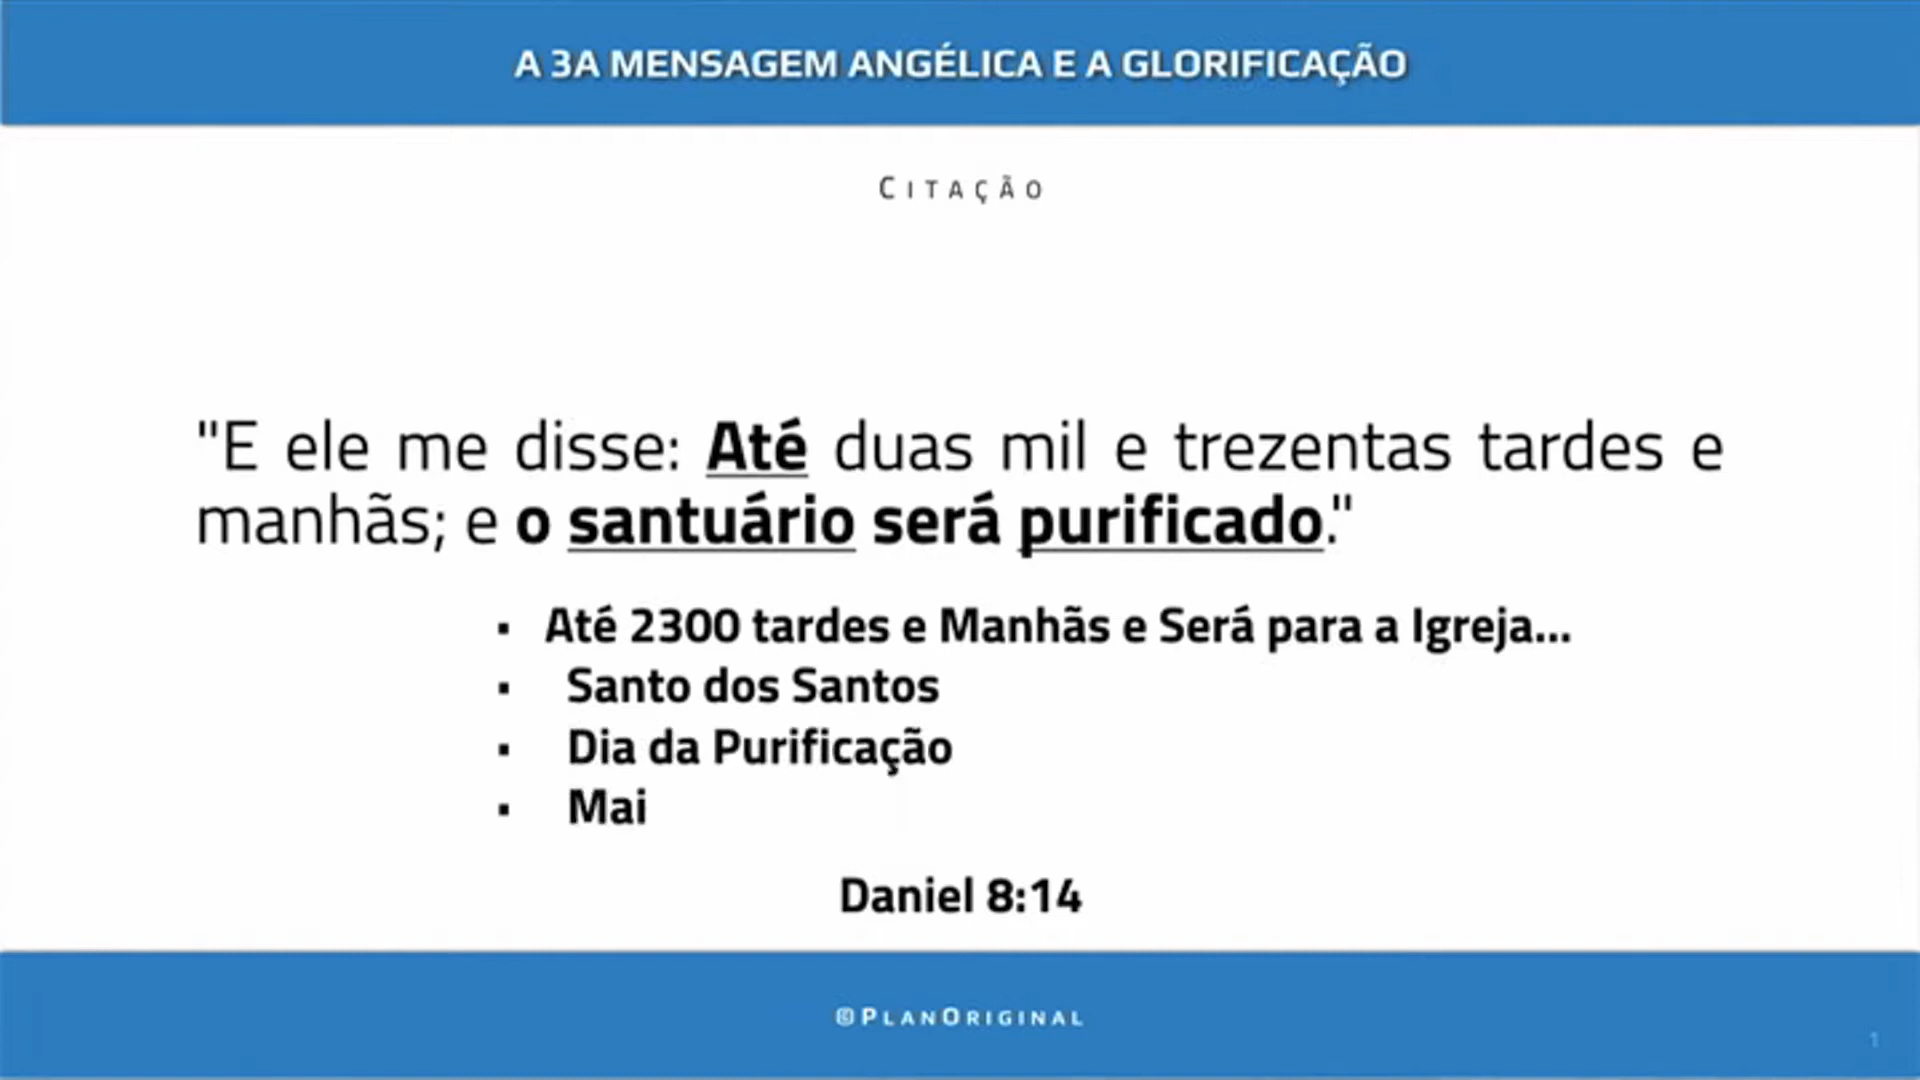 A 3A MENSAGEM ANGÉLICA E A GLORIFICAÇÃO
CITAÇÃO
"E ele me disse: Até duas mil e trezentas tardes e
manhãs; e o santuário será purificado."
▪ Até 2300 tardes e Manhãs e Será para a Igreja...
▪ Santo dos Santos
▪ Dia da Purificação
▪ Mai
Daniel 8:14
@PLANORIGINAL
1